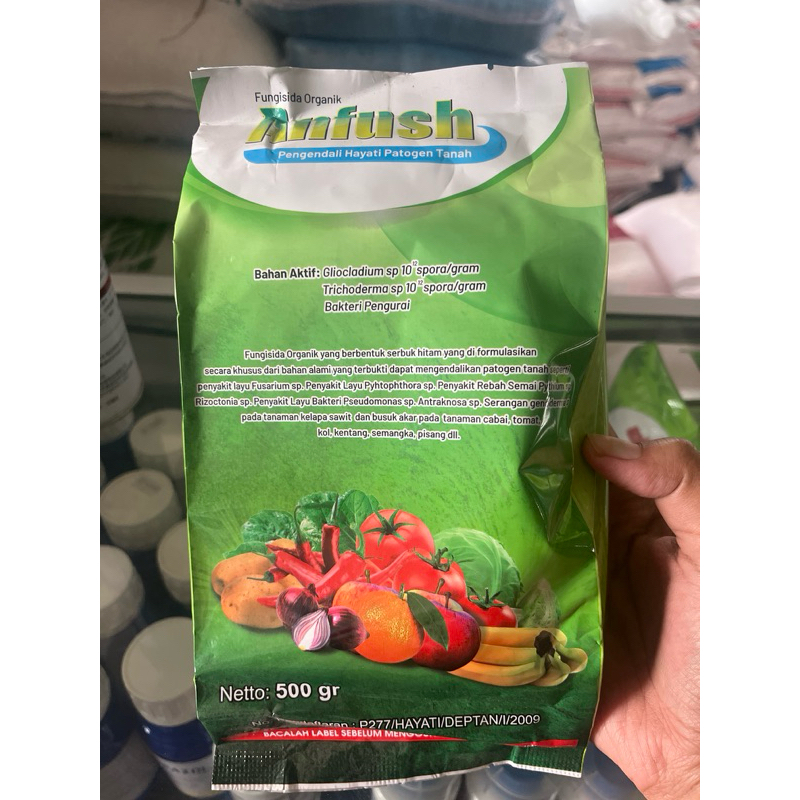 Fungisida Organik
Anfush
Pengendali Hayati Patogen Tanah
Bahan Aktif: Gliocladium sp 10¹² spora/gram
Trichoderma sp 10¹² spora/gram
Bakteri Pengurai
Fungisida Organik yang berbentuk serbuk hitam yang di formulasikan
secara khusus dari bahan alami yang terbukti dapat mengendalikan patogen tanah seperti
penyakit layu Fusarium sp. Penyakit Layu Pyhtophthora sp. Penyakit Rebah Semai
Rizoctonia sp. Penyakit Layu Bakteri Pseudomonas sp. Antraknosa sp. Serangan
pada tanaman kelapa sawit dan busuk akar pada tanaman cabai, tomat,
kol, kentang, semangka, pisang dll.
Netto: 500 gr
: P277/HAYATI/DEPTAN/I/2009
BACALAH LABEL SEBELUM